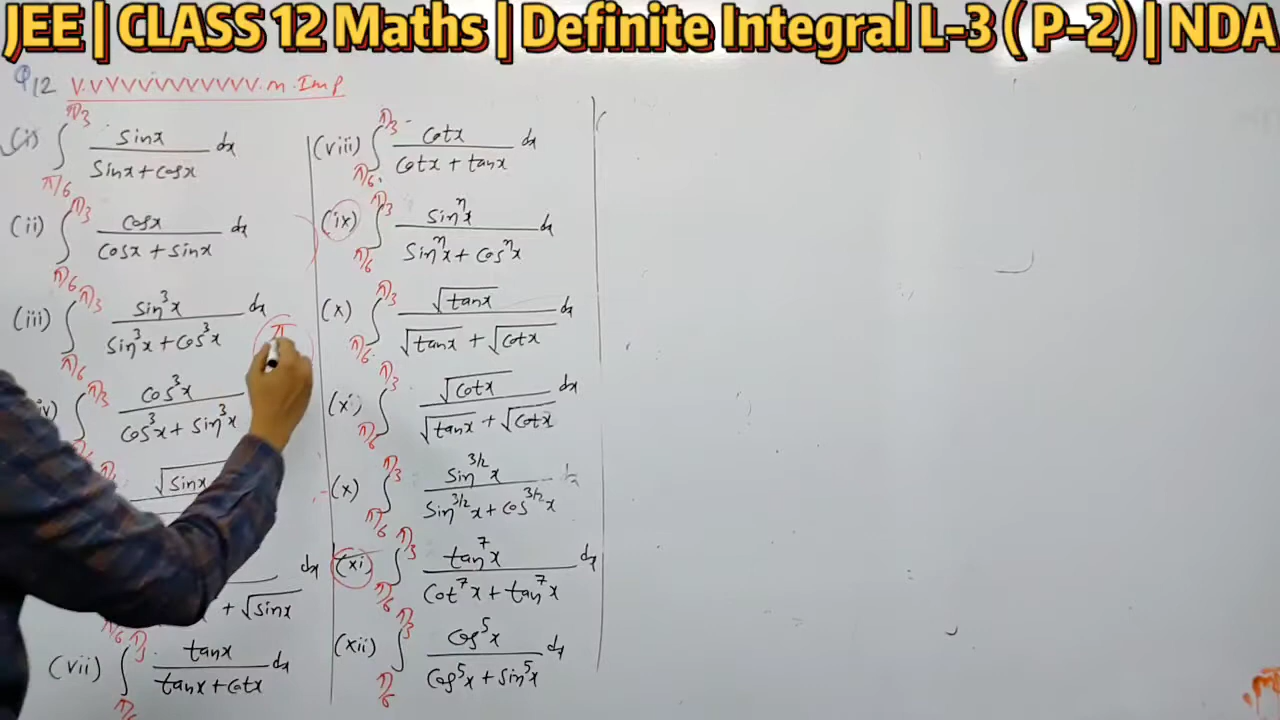 JEE | CLASS 12 Maths | Definite Integral L-3 ( P-2) | NDA
Q12 V.VVVVVVVVVVVV.m.Imp
(i) ∫_{π/6}^{π/3} sinx / (sinx + cosx) dx
(ii) ∫_{π/6}^{π/3} cosx / (cosx + sinx) dx
(iii) ∫_{π/6}^{π/3} sin³x / (sin³x + cos³x) dx
∫ cos³x / (cos³x + sin³x)
√sinx
dx
+ √sinx
(vii) ∫_{π/6}^{π/3} tanx / (tanx + cotx) dx
(viii) ∫_{π/6}^{π/3} cotx / (cotx + tanx) dx
(ix) ∫_{π/6}^{π/3} sinⁿx / (sinⁿx + cosⁿx) dx
(x) ∫_{π/6}^{π/3} √tanx / (√tanx + √cotx) dx
(xi) ∫_{π/6}^{π/3} √cotx / (√tanx + √cotx) dx
(x) ∫_{π/6}^{π/3} sin^{3/2}x / (sin^{3/2}x + cos^{3/2}x) dx
(xi) ∫_{π/6}^{π/3} tan⁷x / (cot⁷x + tan⁷x) dx
(xii) ∫_{π/6}^{π/3} cos⁵x / (cos⁵x + sin⁵x) dx